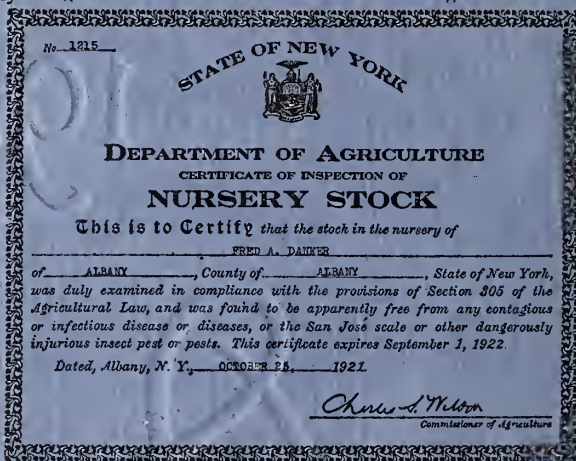 No. 1215
STATE OF NEW YORK
DEPARTMENT OF AGRICULTURE
CERTIFICATE OF INSPECTION OF
NURSERY STOCK
This is to Certify that the stock in the nursery of
FRED A. DANKER
of ALBANY, County of ALBANY, State of New York,
was duly examined in compliance with the provisions of Section 305 of the
Agricultural Law, and was found to be apparently free from any contagious
or infectious disease or diseases, or the San José scale or other dangerously
injurious insect pest or pests. This certificate expires September 1, 1922.
Dated, Albany, N. Y., OCTOBER 25, 1921
Charles S. Wilson
Commissioner of Agriculture